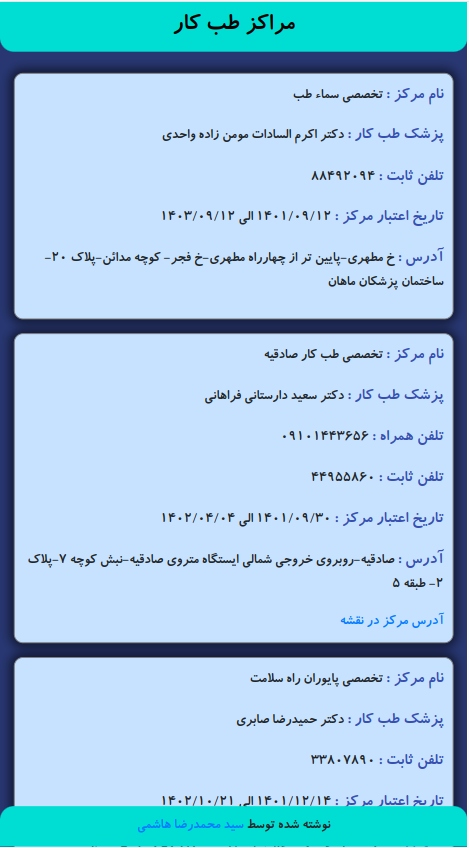 مراکز طب کار
نام مرکز : تخصصی سماء طب
پزشک طب کار : دکتر اکرم السادات مومن زاده واحدی
تلفن ثابت : ۸۸۴۹۲۰۹۴
تاریخ اعتبار مرکز : ۱۴۰۱/۰۹/۱۲ الی ۱۴۰۳/۰۹/۱۲
آدرس : خ مطهری-پایین تر از چهارراه مطهری-خ فجر- کوچه مدائن-پلاک ۲۰-
ساختمان پزشکان ماهان
نام مرکز : تخصصی طب کار صادقیه
پزشک طب کار : دکتر سعید دارستانی فراهانی
تلفن همراه : ۰۹۱۰۱۴۴۳۶۵۶
تلفن ثابت : ۴۴۹۵۵۸۶۰
تاریخ اعتبار مرکز : ۱۴۰۱/۰۹/۳۰ الی ۱۴۰۲/۰۴/۰۴
آدرس : صادقیه-روبروی خروجی شمالی ایستگاه متروی صادقیه-نبش کوچه ۷-پلاک
۲- طبقه ۵
آدرس مرکز در نقشه
نام مرکز : تخصصی پایوران راه سلامت
پزشک طب کار : دکتر حمیدرضا صابری
تلفن ثابت : ۳۳۸۰۷۸۹۰
تاریخ اعتبار مرکز : ۱۴۰۱/۱۲/۱۴ الی ۱۴۰۲/۱۰/۲۱
نوشته شده توسط سید محمدرضا هاشمی